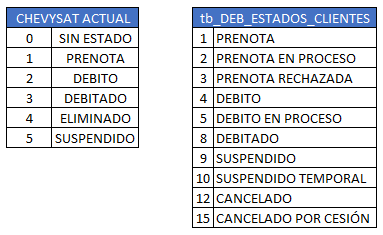 CHEVYSAT ACTUAL
0 SIN ESTADO
1 PRENOTA
2 DEBITO
3 DEBITADO
4 ELIMINADO
5 SUSPENDIDO
tb_DEB_ESTADOS_CLIENTES
1 PRENOTA
2 PRENOTA EN PROCESO
3 PRENOTA RECHAZADA
4 DEBITO
5 DEBITO EN PROCESO
8 DEBITADO
9 SUSPENDIDO
10 SUSPENDIDO TEMPORAL
12 CANCELADO
15 CANCELADO POR CESIÓN